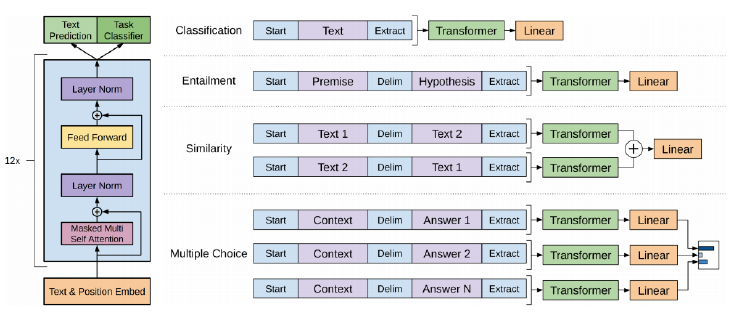 Text Prediction
Task Classifier
Layer Norm
+
Feed Forward
12x
Layer Norm
+
Masked Multi Self Attention
Text & Position Embed
Classification Start Text Extract Transformer Linear
Entailment Start Premise Delim Hypothesis Extract Transformer Linear
Similarity
Start Text 1 Delim Text 2 Extract Transformer
+ Linear
Start Text 2 Delim Text 1 Extract Transformer
Multiple Choice
Start Context Delim Answer 1 Extract Transformer Linear
Start Context Delim Answer 2 Extract Transformer Linear
Start Context Delim Answer N Extract Transformer Linear